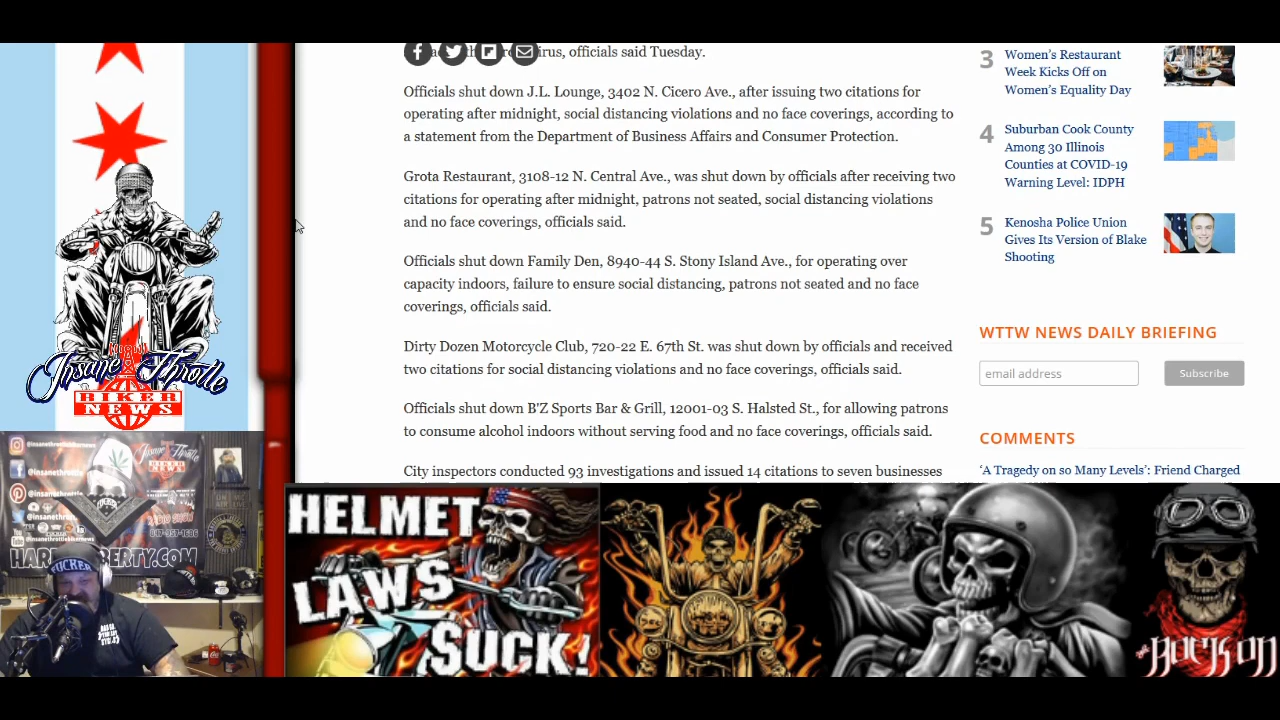 irus, officials said Tuesday.
Officials shut down J.L. Lounge, 3402 N. Cicero Ave., after issuing two citations for
operating after midnight, social distancing violations and no face coverings, according to
a statement from the Department of Business Affairs and Consumer Protection.
Grota Restaurant, 3108-12 N. Central Ave., was shut down by officials after receiving two
citations for operating after midnight, patrons not seated, social distancing violations
and no face coverings, officials said.
Officials shut down Family Den, 8940-44 S. Stony Island Ave., for operating over
capacity indoors, failure to ensure social distancing, patrons not seated and no face
coverings, officials said.
Dirty Dozen Motorcycle Club, 720-22 E. 67th St. was shut down by officials and received
two citations for social distancing violations and no face coverings, officials said.
Officials shut down B'Z Sports Bar & Grill, 12001-03 S. Halsted St., for allowing patrons
to consume alcohol indoors without serving food and no face coverings, officials said.
City inspectors conducted 93 investigations and issued 14 citations to seven businesses
3 Women's Restaurant
Week Kicks Off on
Women's Equality Day
4 Suburban Cook County
Among 30 Illinois
Counties at COVID-19
Warning Level: IDPH
5 Kenosha Police Union
Gives Its Version of Blake
Shooting
WTTW NEWS DAILY BRIEFING
email address
Subscribe
COMMENTS
'A Tragedy on so Many Levels': Friend Charged
Insane Throttle
BIKER
NEWS
@insanethrottlebikernews
@insanethrottle
@insanethro
HELMET
LAWS
SUCK!
ROCK ON